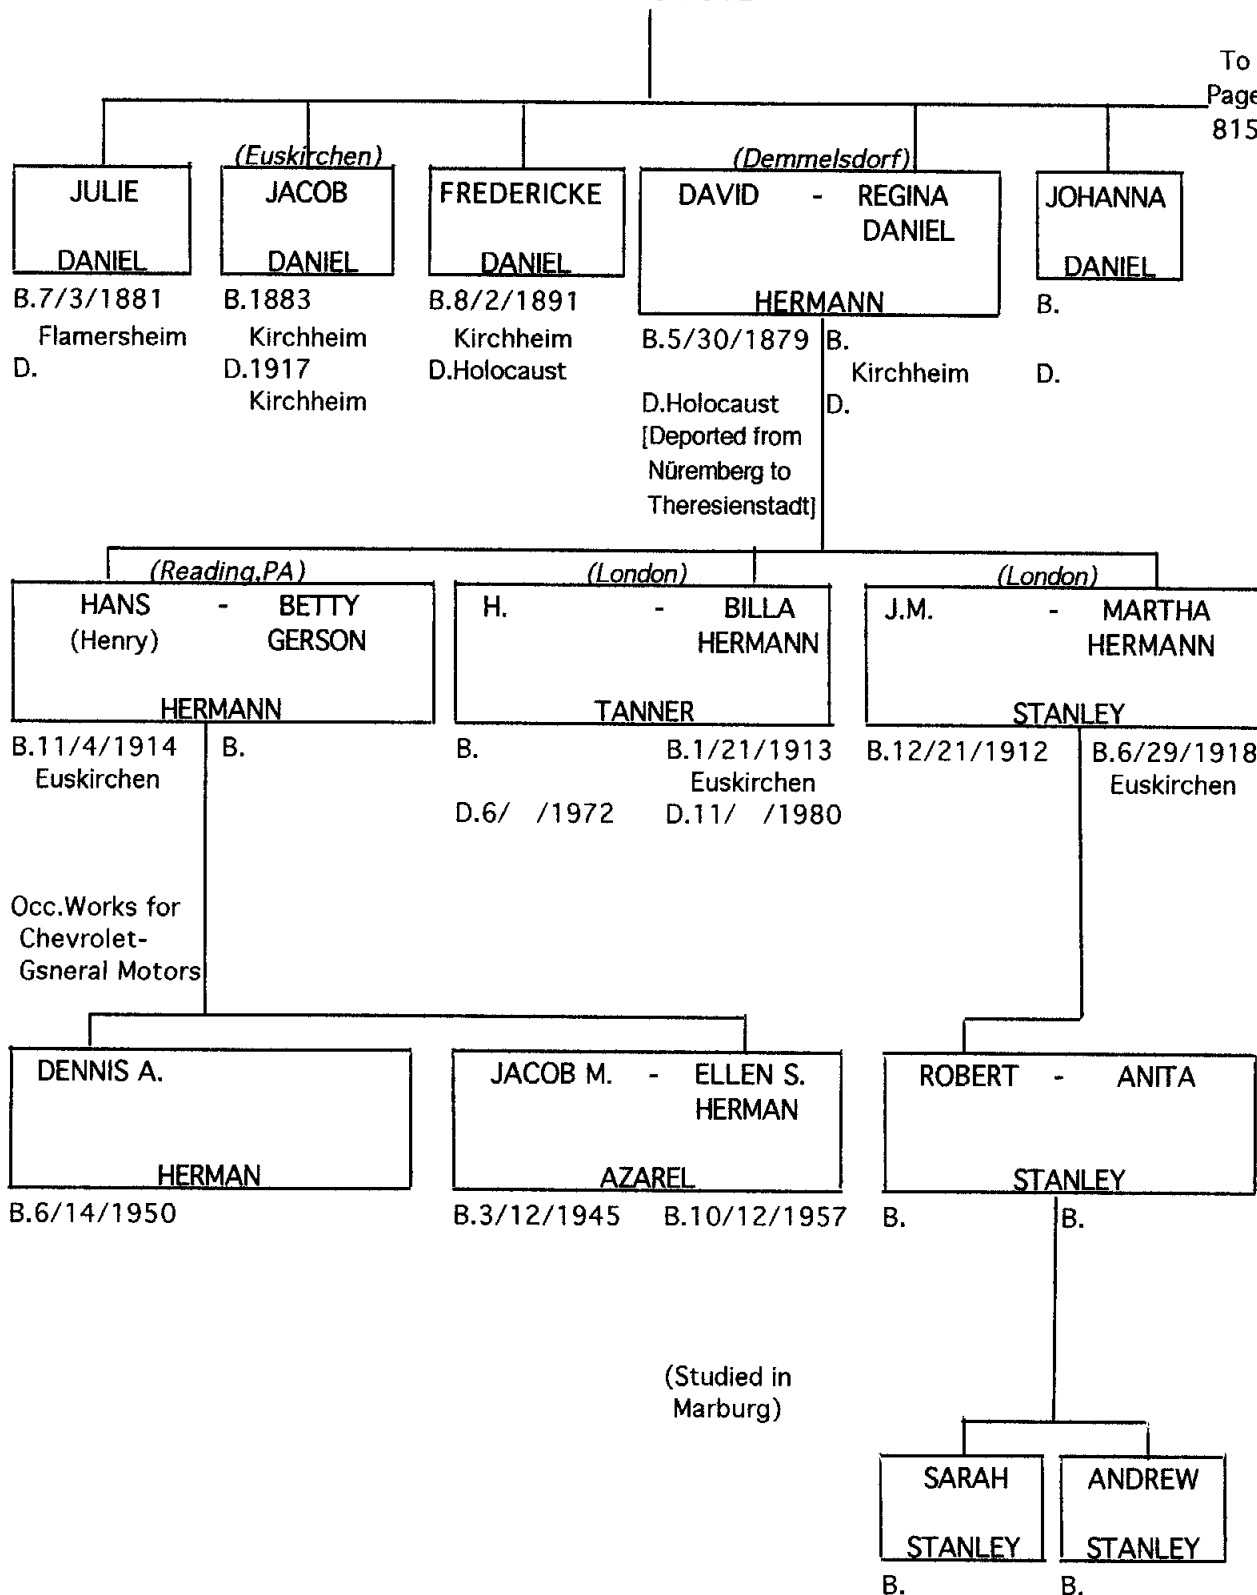 To
Page
815
(Euskirchen)
(Demmelsdorf)
JULIE
DANIEL
JACOB
DANIEL
FREDERICKE
DANIEL
DAVID - REGINA
DANIEL
HERMANN
JOHANNA
DANIEL
B.7/3/1881
Flamersheim
D.
B.1883
Kirchheim
D.1917
Kirchheim
B.8/2/1891
Kirchheim
D.Holocaust
B.5/30/1879
D.Holocaust
[Deported from
Nüremberg to
Theresienstadt]
B.
Kirchheim
D.
B.
D.
(Reading,PA)
HANS - BETTY
(Henry) GERSON
HERMANN
B.11/4/1914 B.
Euskirchen
Occ.Works for
Chevrolet-
Gsneral Motors
(London)
H. - BILLA
HERMANN
TANNER
B. B.1/21/1913
Euskirchen
D.6/ /1972 D.11/ /1980
(London)
J.M. - MARTHA
HERMANN
STANLEY
B.12/21/1912 B.6/29/1918
Euskirchen
DENNIS A.
HERMAN
B.6/14/1950
JACOB M. - ELLEN S.
HERMAN
AZAREL
B.3/12/1945 B.10/12/1957
ROBERT - ANITA
STANLEY
B. B.
(Studied in
Marburg)
SARAH
STANLEY
B.
ANDREW
STANLEY
B.